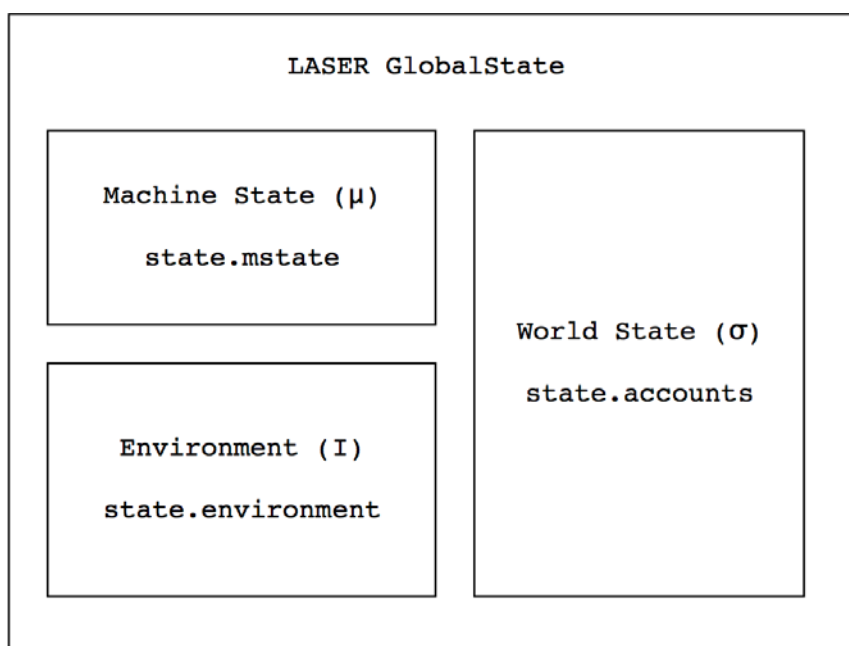 LASER GlobalState
Machine State (μ)
state.mstate
Environment (I)
state.environment
World State (σ)
state.accounts